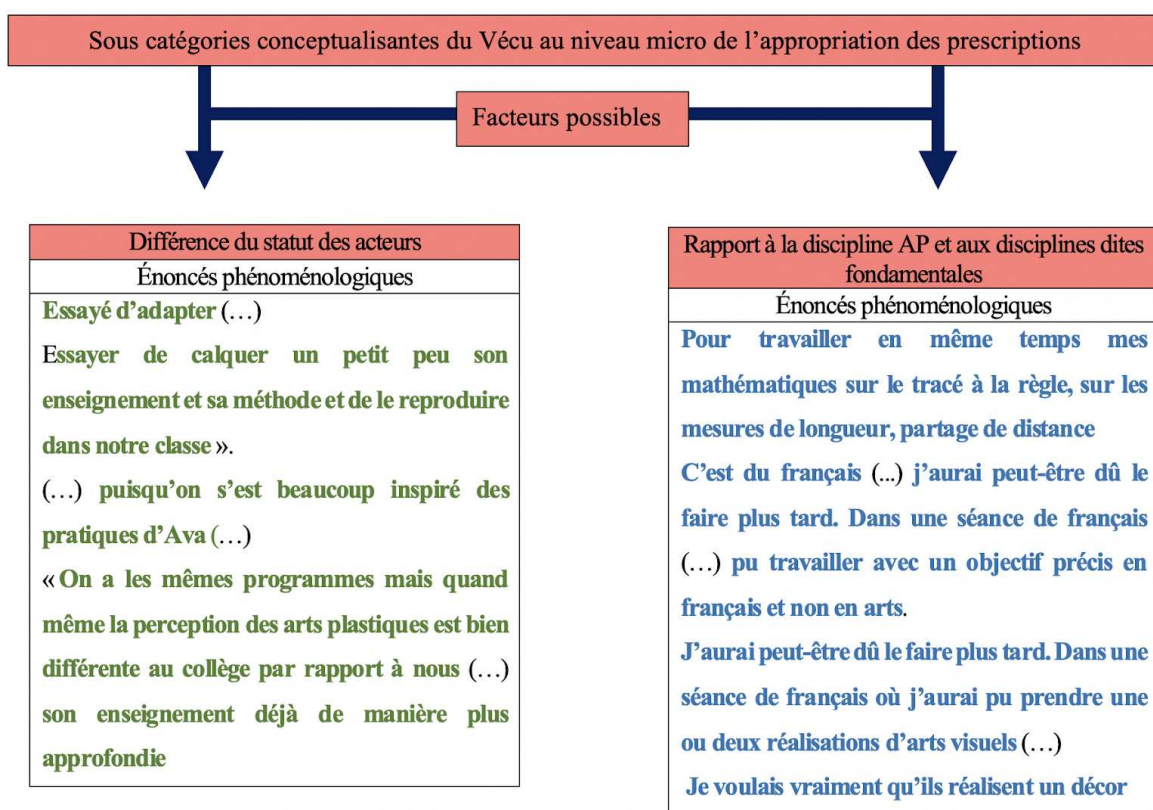 Sous catégories conceptualisantes du Vécu au niveau micro de l’appropriation des prescriptions
Facteurs possibles
Différence du statut des acteurs
Énoncés phénoménologiques
Essayé d’adapter (…)
Essayer de calquer un petit peu son
enseignement et sa méthode et de le reproduire
dans notre classe ».
(…) puisqu’on s’est beaucoup inspiré des
pratiques d’Ava (…)
« On a les mêmes programmes mais quand
même la perception des arts plastiques est bien
différente au collège par rapport à nous (…)
son enseignement déjà de manière plus
approfondie
Rapport à la discipline AP et aux disciplines dites
fondamentales
Énoncés phénoménologiques
Pour travailler en même temps mes
mathématiques sur le tracé à la règle, sur les
mesures de longueur, partage de distance
C’est du français (...) j’aurai peut-être dû le
faire plus tard. Dans une séance de français
(…) pu travailler avec un objectif précis en
français et non en arts.
J’aurai peut-être dû le faire plus tard. Dans une
séance de français où j’aurai pu prendre une
ou deux réalisations d’arts visuels (…)
Je voulais vraiment qu’ils réalisent un décor